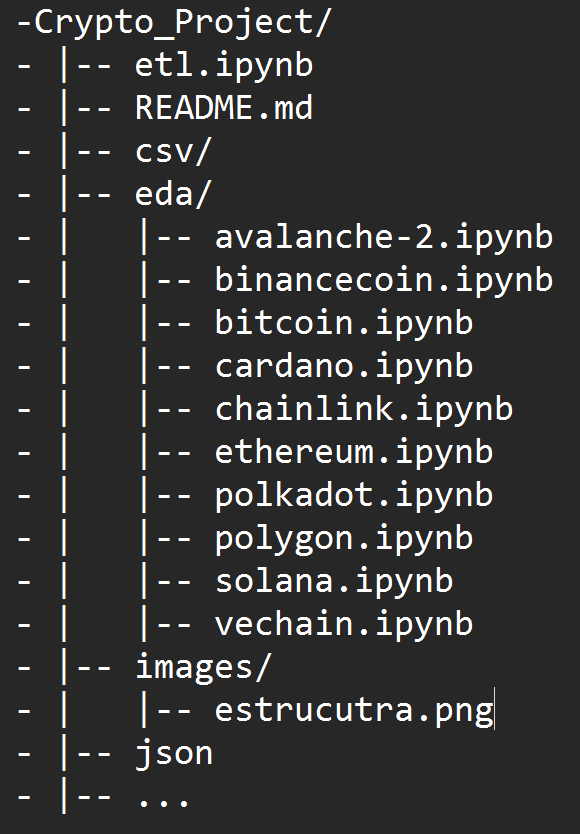 -Crypto_Project/
- |-- etl.ipynb
- |-- README.md
- |-- csv/
- |-- eda/
- |   |-- avalanche-2.ipynb
- |   |-- binancecoin.ipynb
- |   |-- bitcoin.ipynb
- |   |-- cardano.ipynb
- |   |-- chainlink.ipynb
- |   |-- ethereum.ipynb
- |   |-- polkadot.ipynb
- |   |-- polygon.ipynb
- |   |-- solana.ipynb
- |   |-- vechain.ipynb
- |-- images/
- |   |-- estrucutra.png
- |-- json
- |-- ...